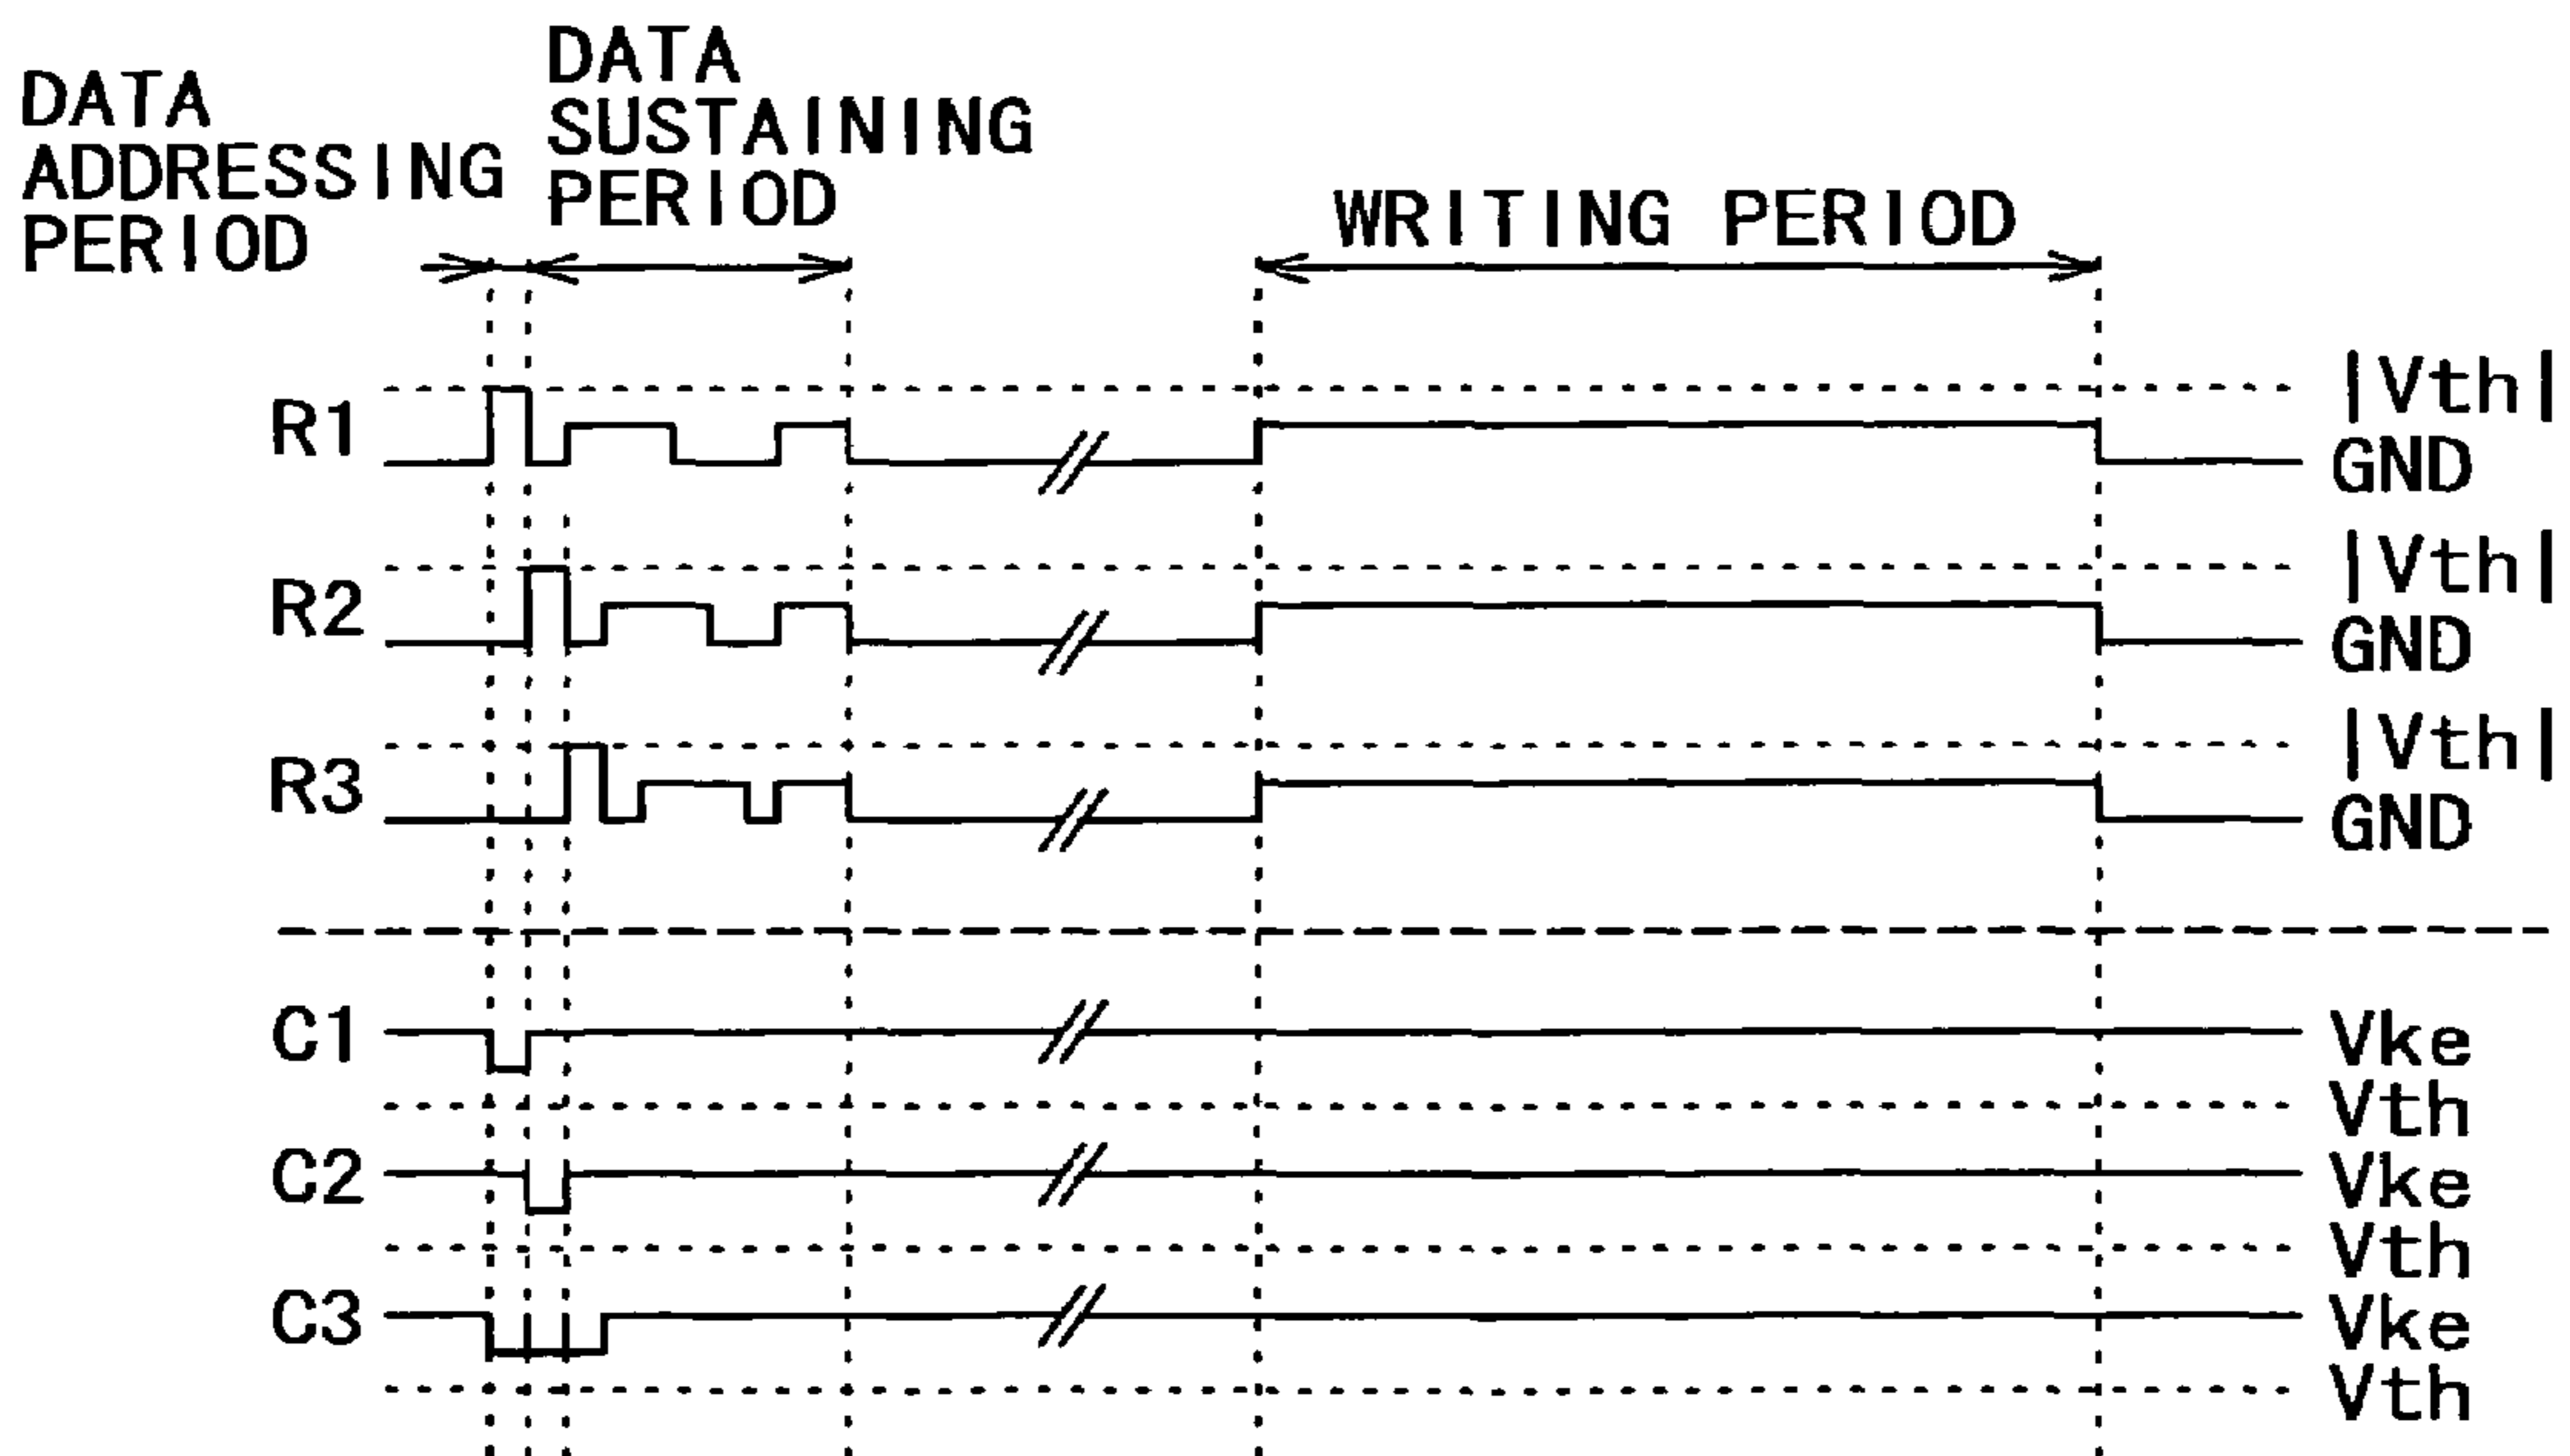 DATA
ADDRESSING
PERIOD
DATA
SUSTAINING
PERIOD
WRITING PERIOD
R1
|Vth|
GND
R2
|Vth|
GND
R3
|Vth|
GND
C1
Vke
Vth
C2
Vke
Vth
C3
Vke
Vth